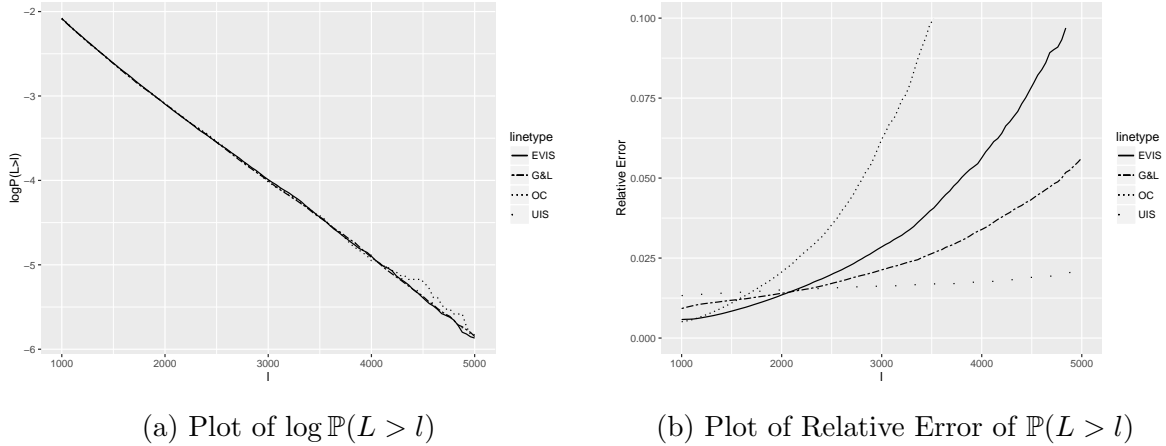 −2
−3
−4
−5
−6
logP(L>l)
1000
2000
3000
4000
5000
l
linetype
EVIS
G&L
OC
UIS
0.100
0.075
0.050
0.025
0.000
Relative Error
1000
2000
3000
4000
5000
l
linetype
EVIS
G&L
OC
UIS
(a) Plot of log ℙ(L > l)
(b) Plot of Relative Error of ℙ(L > l)